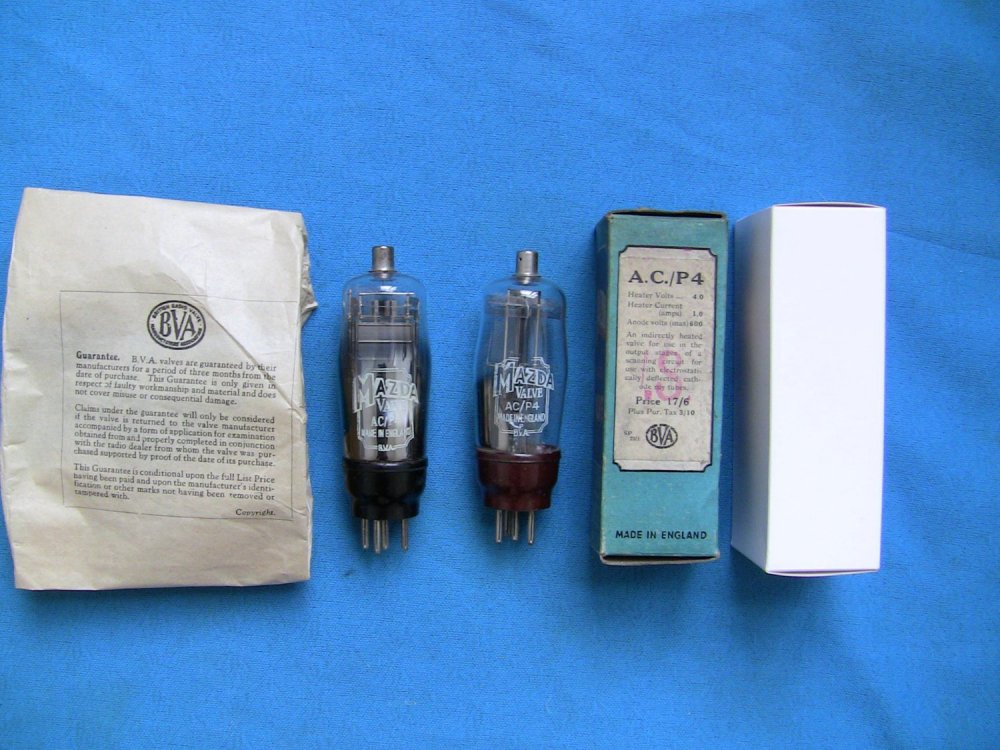 BRITISH RADIO VALVE
MANUFACTURERS' ASSOCIATION
BVA
Guarantee. B.V.A. valves are guaranteed by their
manufacturers for a period of three months from the
date of purchase. This Guarantee is only given in
respect of faulty workmanship and material and does
not cover misuse or consequential damage.
Claims under the guarantee will only be considered
if the valve is returned to the valve manufacturer
accompanied by a form of application for examination
obtained from and properly completed in conjunction
with the radio dealer from whom the valve was pur-
chased supported by proof of the date of its purchase.
This Guarantee is conditional upon the full List Price
having been paid and upon the manufacturer's identi-
fication or other marks not having been removed or
tampered with.
Copyright.
MAZDA
VALVE
AC/P4
MADE IN ENGLAND
BVA
MAZDA
VALVE
AC/P4
MADE IN ENGLAND
BVA
A.C./P4
Heater Volts ... 4.0
Heater Current
(amps) 1.0
Anode volts (max) 600
An indirectly heated
valve for use in the
output stages of a
scanning circuit for
use with electrostati-
cally deflected cath-
ode ray tubes.
Price 17/6
Plus Pur. Tax 3/10
BVA
MADE IN ENGLAND